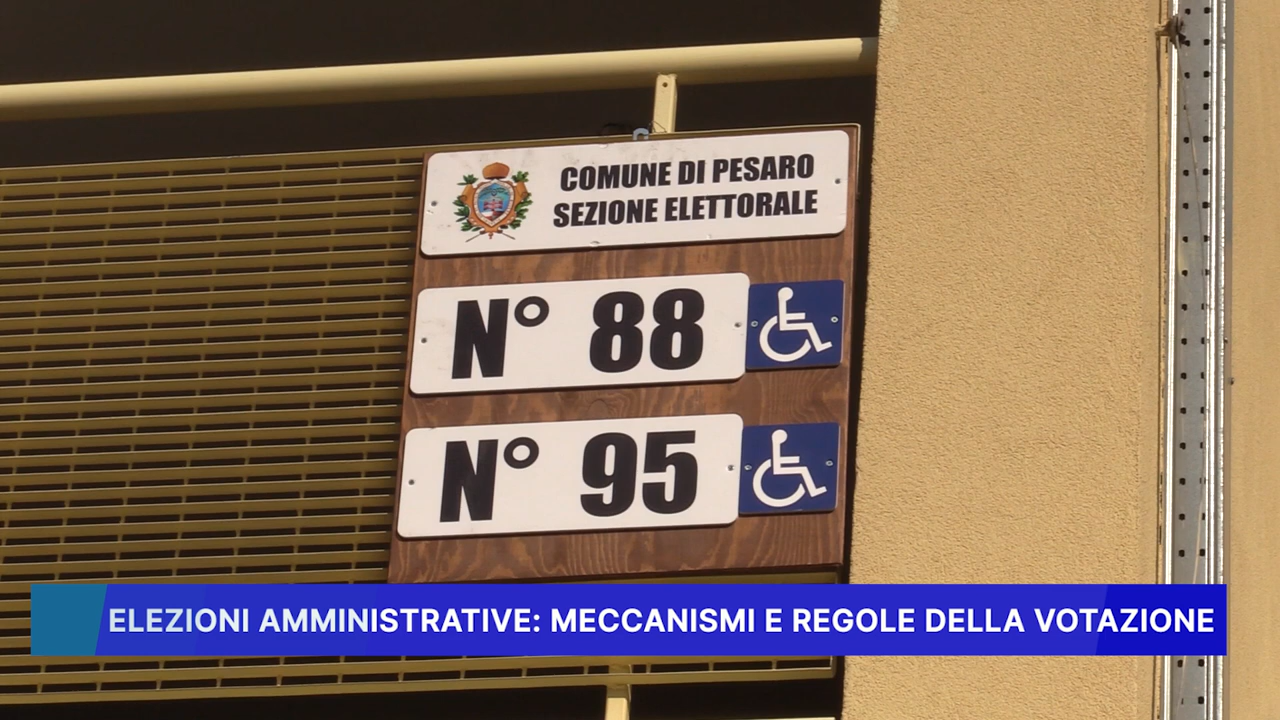 COMUNE DI PESARO
SEZIONE ELETTORALE
N° 88
N° 95
ELEZIONI AMMINISTRATIVE: MECCANISMI E REGOLE DELLA VOTAZIONE